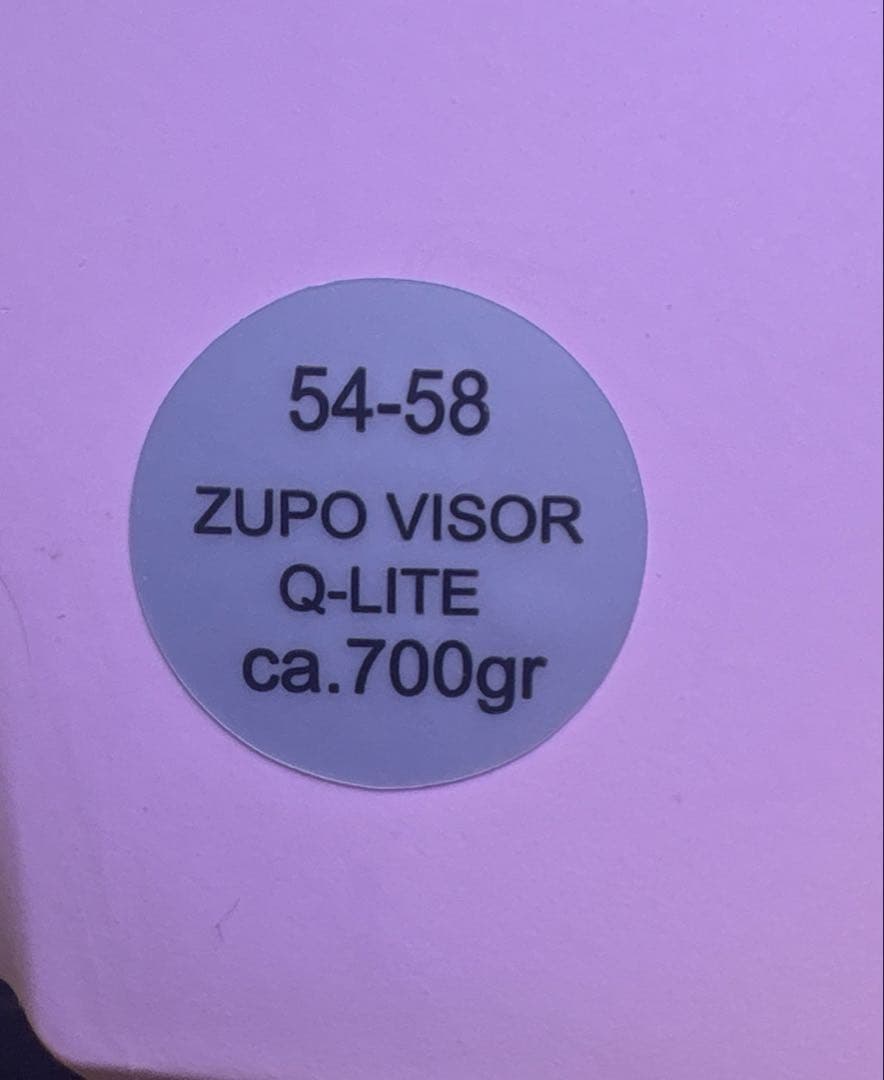 54-58
ZUPO VISOR
Q-LITE
ca.700gr